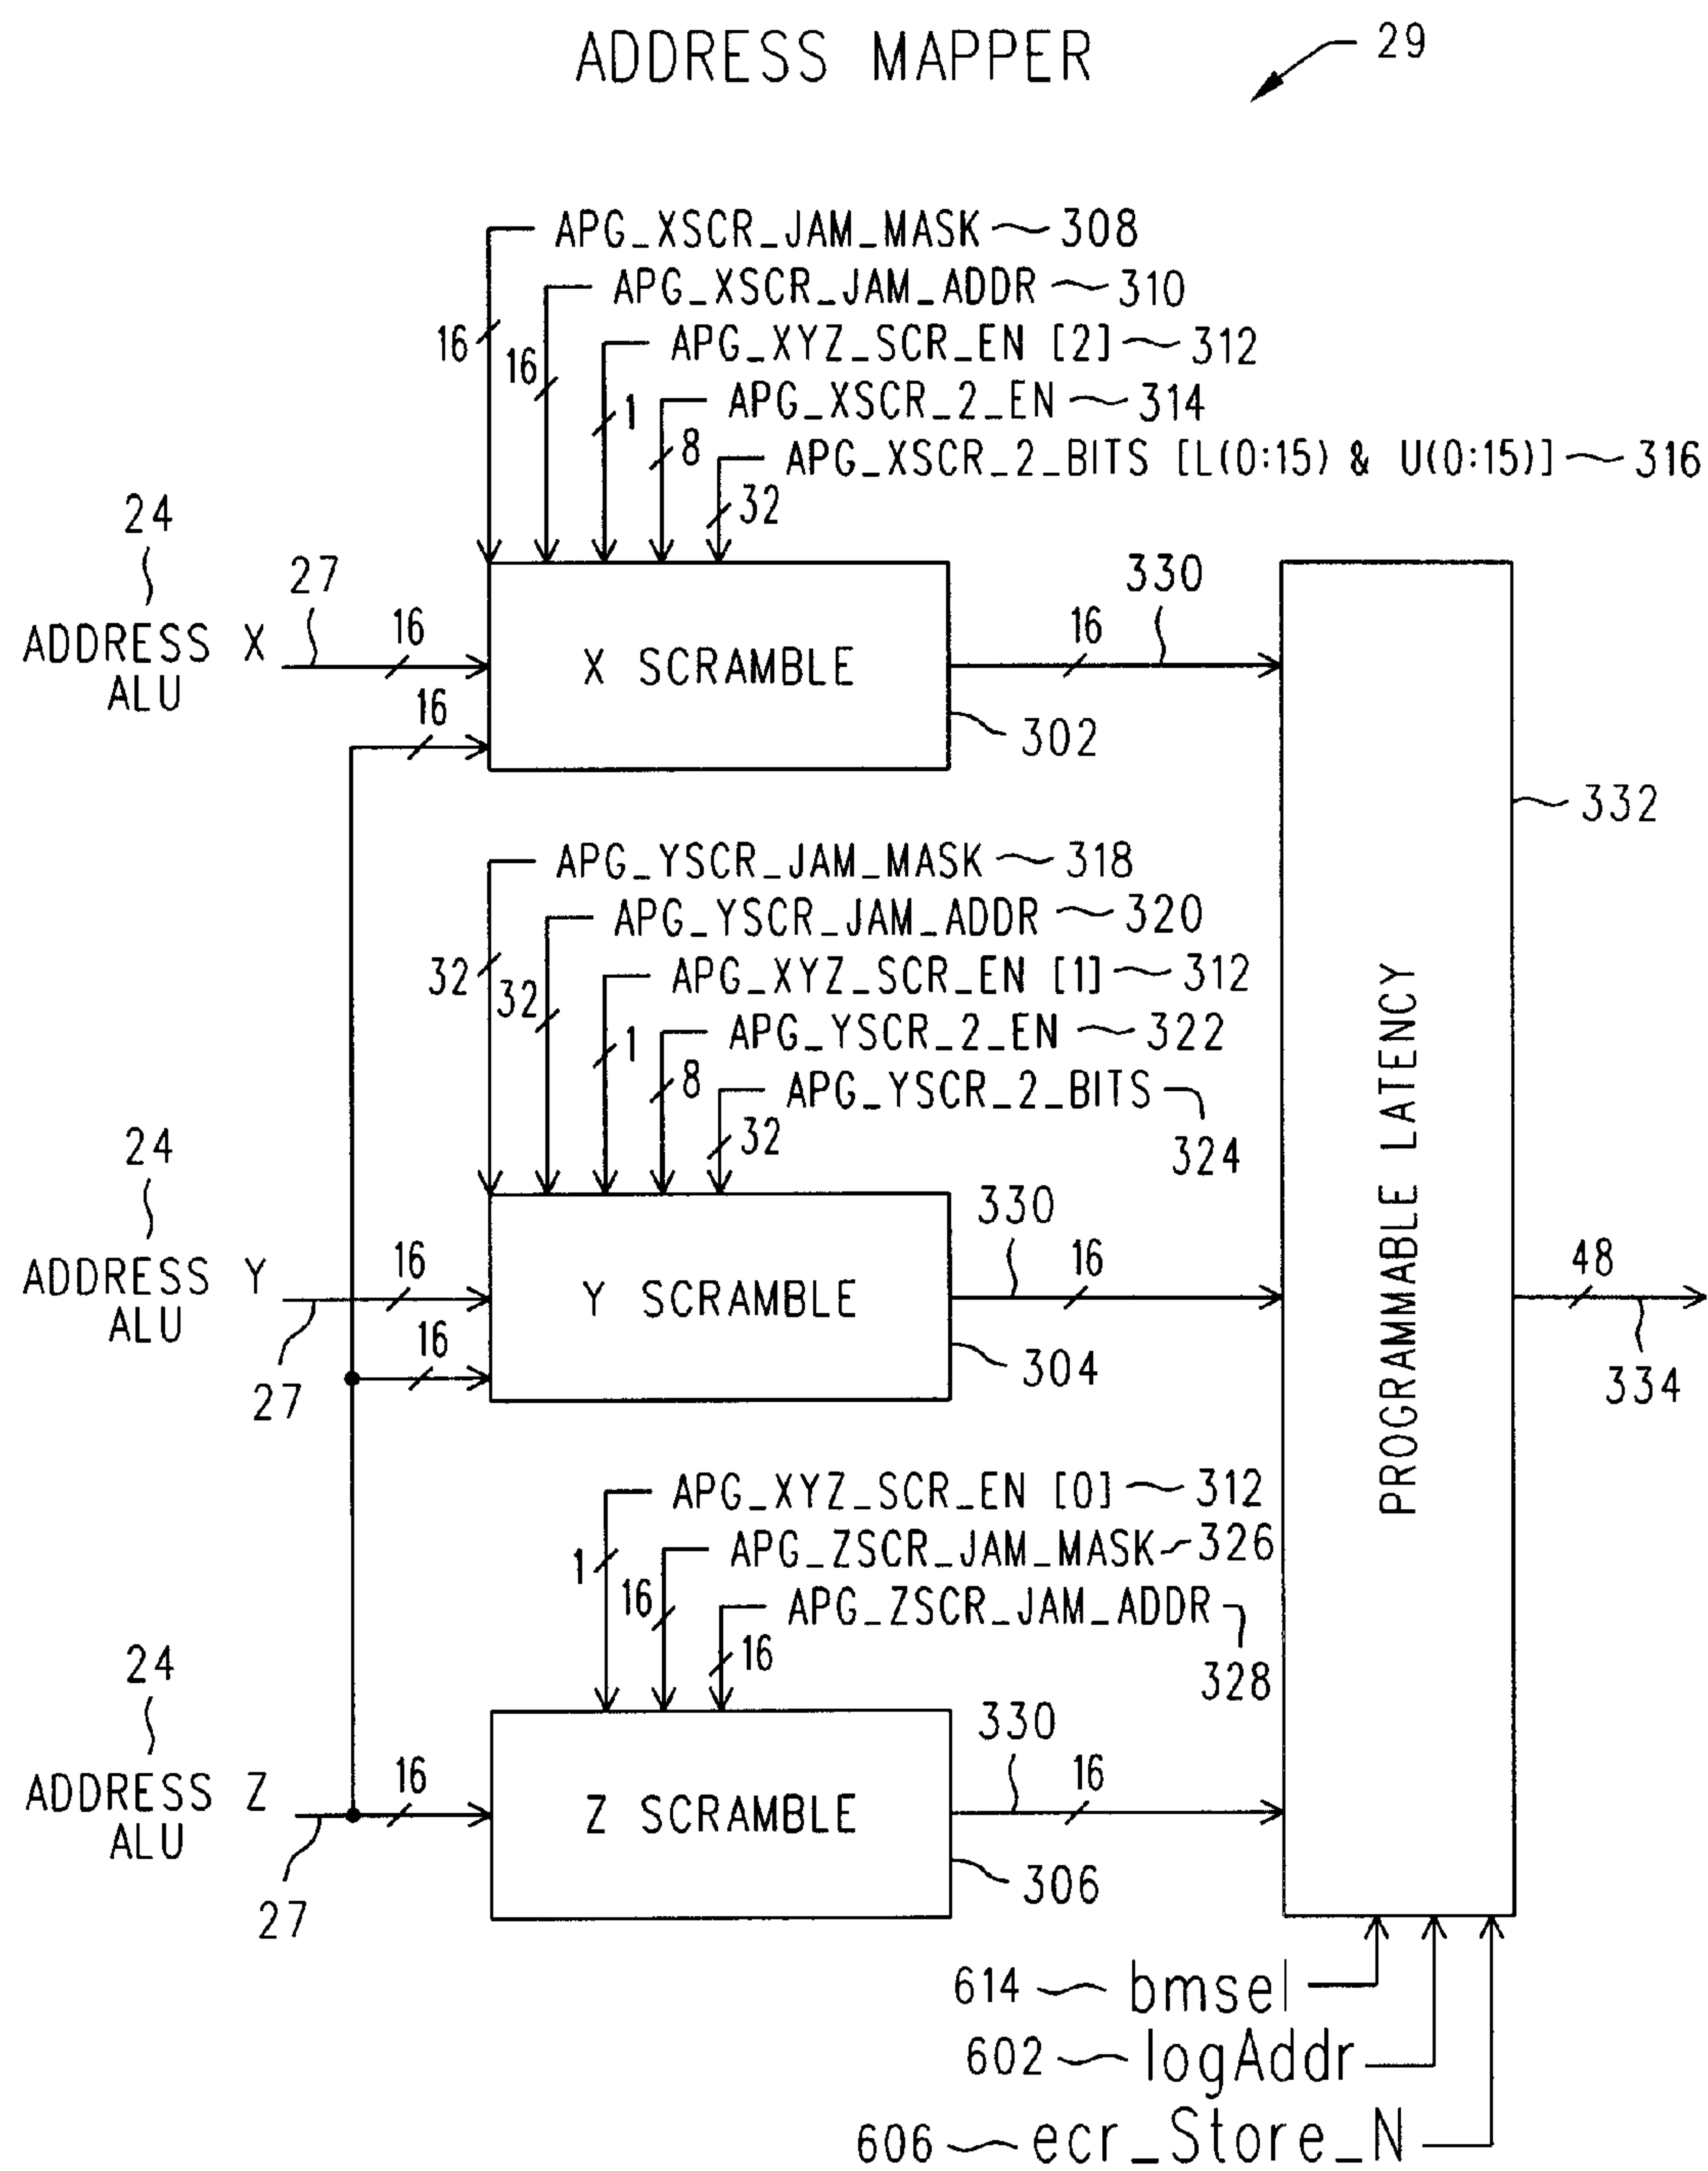 ADDRESS MAPPER
29
APG_XSCR_JAM_MASK 308
APG_XSCR_JAM_ADDR 310
APG_XYZ_SCR_EN [2] 312
APG_XSCR_2_EN 314
APG_XSCR_2_BITS [L(0:15) & U(0:15)] 316
16
16
1
8
32
24
27
ADDRESS X
ALU
16
16
X SCRAMBLE
302
16
330
332
PROGRAMMABLE LATENCY
APG_YSCR_JAM_MASK 318
APG_YSCR_JAM_ADDR 320
APG_XYZ_SCR_EN [1] 312
APG_YSCR_2_EN 322
APG_YSCR_2_BITS
324
32
32
1
8
32
24
ADDRESS Y
ALU
27
16
16
Y SCRAMBLE
304
330
16
48
334
APG_XYZ_SCR_EN [0] 312
APG_ZSCR_JAM_MASK 326
APG_ZSCR_JAM_ADDR
328
1
16
16
24
ADDRESS Z
ALU
27
16
Z SCRAMBLE
306
330
16
614 bmsel
602 logAddr
606 ecr_Store_N